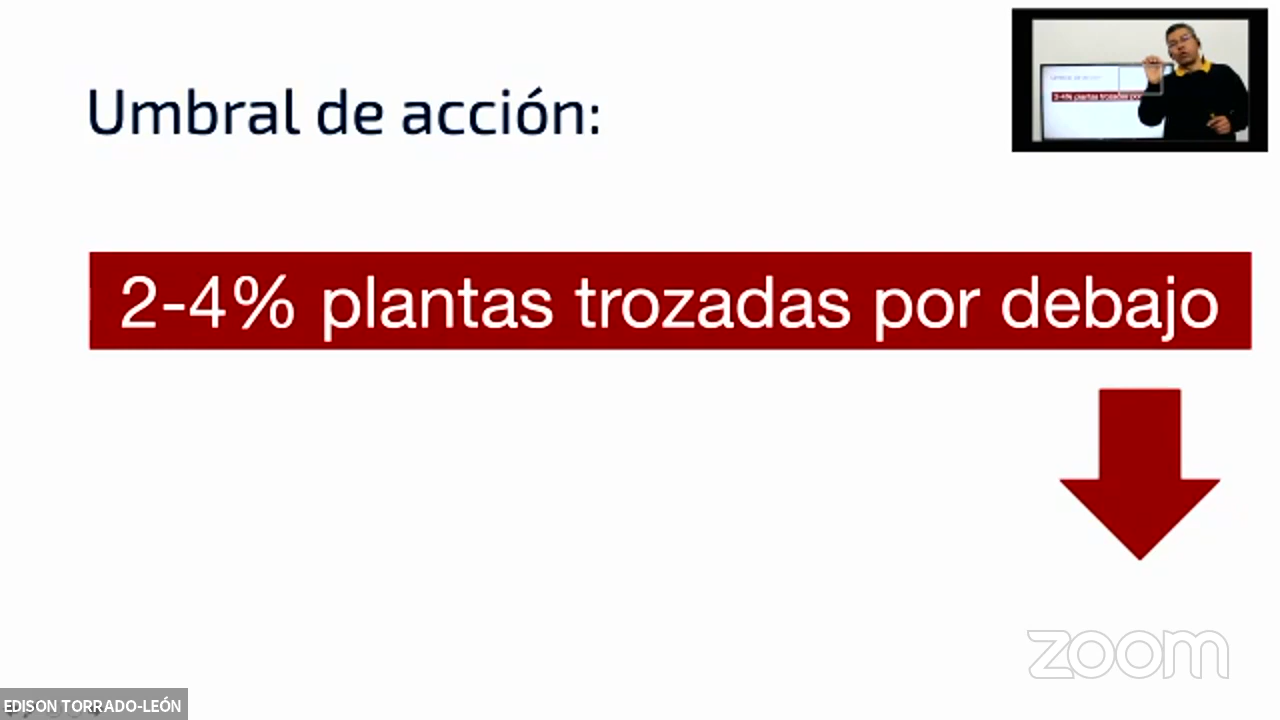 Umbral de acción:
2-4% plantas trozadas por debajo
zoom
EDISON TORRADO-LEÓN